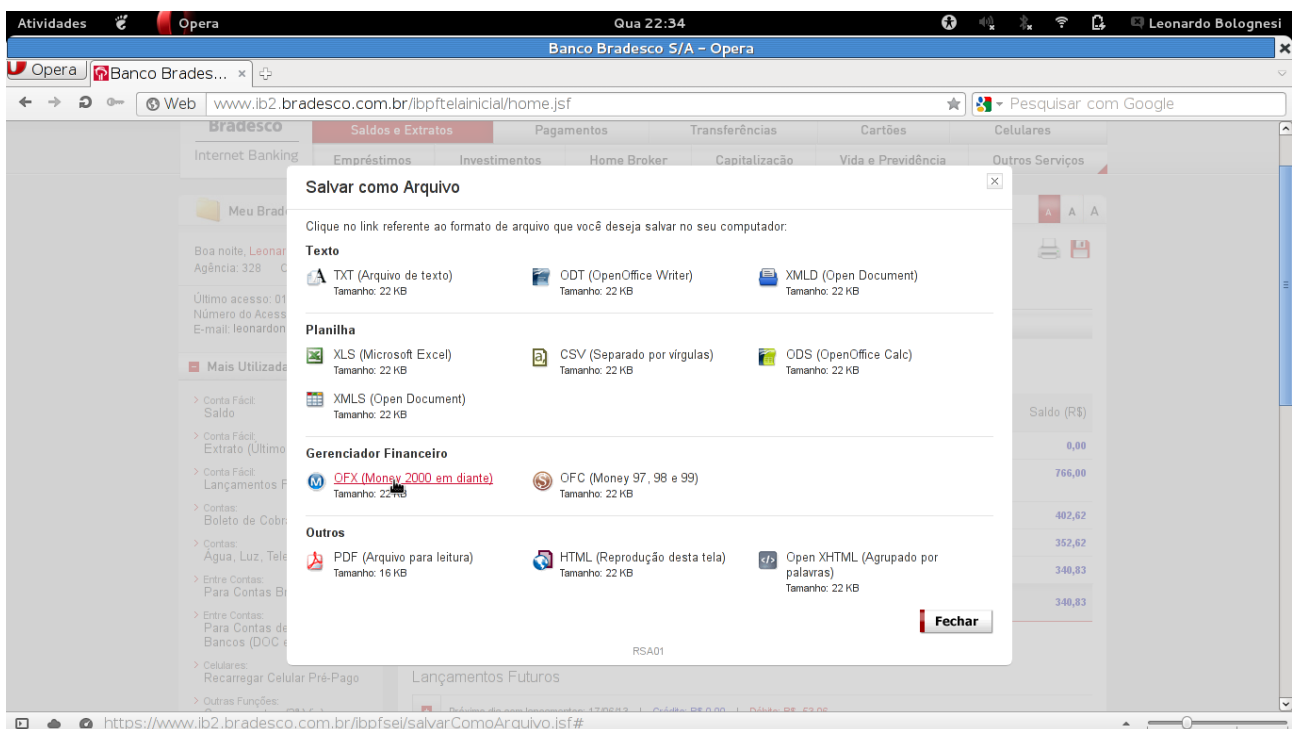 Atividades Opera Qua 22:34 Leonardo Bolognesi
Banco Bradesco S/A – Opera
Opera Banco Brades...
Web www.ib2.bradesco.com.br/ibpftelainicial/home.jsf Pesquisar com Google
Bradesco Saldos e Extratos Pagamentos Transferências Cartões Celulares
Internet Banking Empréstimos Investimentos Home Broker Capitalização Vida e Previdência Outros Serviços
Salvar como Arquivo
Meu Brad A A A
Clique no link referente ao formato de arquivo que você deseja salvar no seu computador:
Boa noite, Leonar
Agência: 328 C
Texto
TXT (Arquivo de texto) ODT (OpenOffice Writer) XMLD (Open Document)
Tamanho: 22 KB Tamanho: 22 KB Tamanho: 22 KB
Último acesso: 01
Número do Acess
E-mail: leonardon
Planilha
XLS (Microsoft Excel) CSV (Separado por vírgulas) ODS (OpenOffice Calc)
Tamanho: 22 KB Tamanho: 22 KB Tamanho: 22 KB
Mais Utilizada
XMLS (Open Document)
Tamanho: 22 KB
> Conta Fácil:
Saldo
Saldo (R$)
> Conta Fácil:
Extrato (Último
0,00
Gerenciador Financeiro
OFX (Money 2000 em diante) OFC (Money 97, 98 e 99)
Tamanho: 22 KB Tamanho: 22 KB
> Conta Fácil:
Lançamentos F
766,00
> Contas:
Boleto de Cobr
402,62
Outros
PDF (Arquivo para leitura) HTML (Reprodução desta tela) Open XHTML (Agrupado por
palavras)
Tamanho: 16 KB Tamanho: 22 KB Tamanho: 22 KB
> Contas:
Água, Luz, Tele
352,62
> Entre Contas:
Para Contas Br
340,83
> Entre Contas:
Para Contas de
Bancos (DOC e
340,83
Fechar
RSA01
> Celulares:
Recarregar Celular Pré-Pago
Lançamentos Futuros
> Outras Funções:
https://www.ib2.bradesco.com.br/ibpfsei/salvarComoArquivo.jsf#